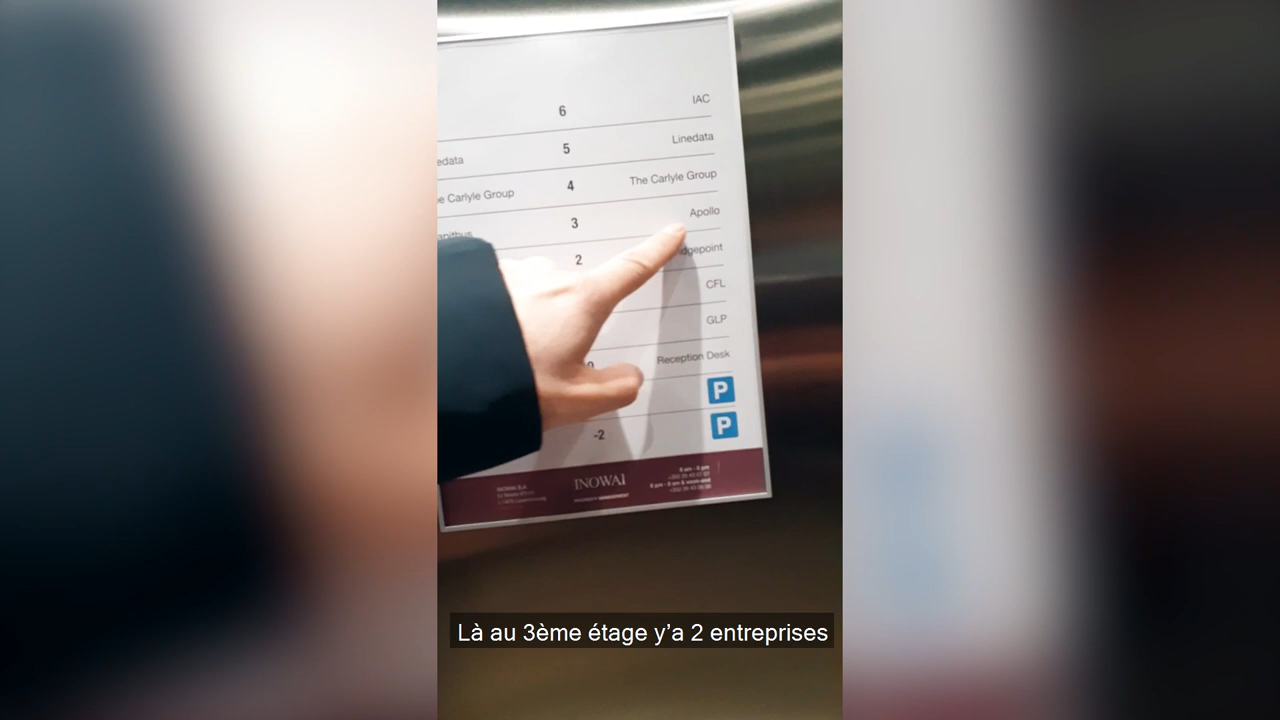 6 IAC
edata 5 Linedata
e Carlyle Group 4 The Carlyle Group
3 Apollo
2 dgepoint
CFL
GLP
Reception Desk
P
-2 P
INOWAI
Là au 3ème étage y’a 2 entreprises